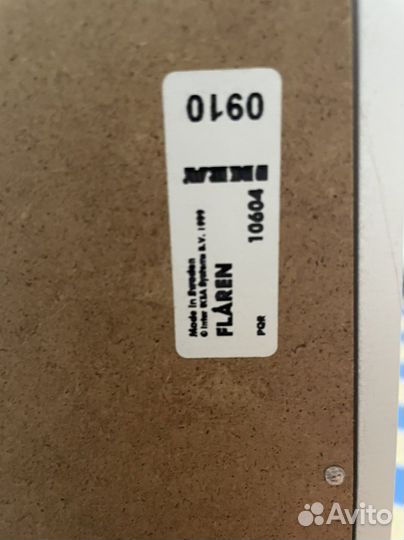 0910
IKEA
Made in Sweden
© Inter IKEA Systems B.V. 1999
FLÅREN
10604
PQR
Avito